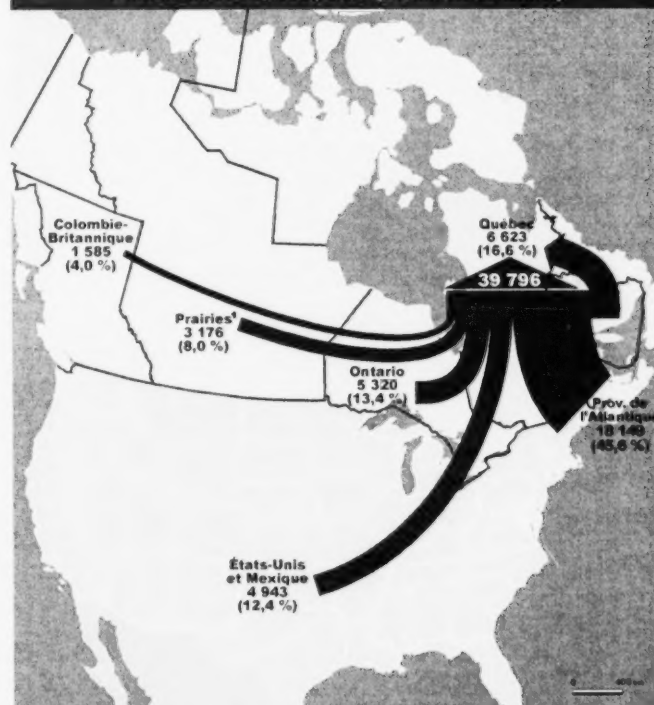 Québec
6 623
(16,6 %)
Colombie-
Britannique
1 585
(4,0 %)
39 796
Prairies¹
3 176
(8,0 %)
Ontario
5 320
(13,4 %)
Prov. de
l'Atlantique
18 149
(45,6 %)
États-Unis
et Mexique
4 943
(12,4 %)
0 400 km